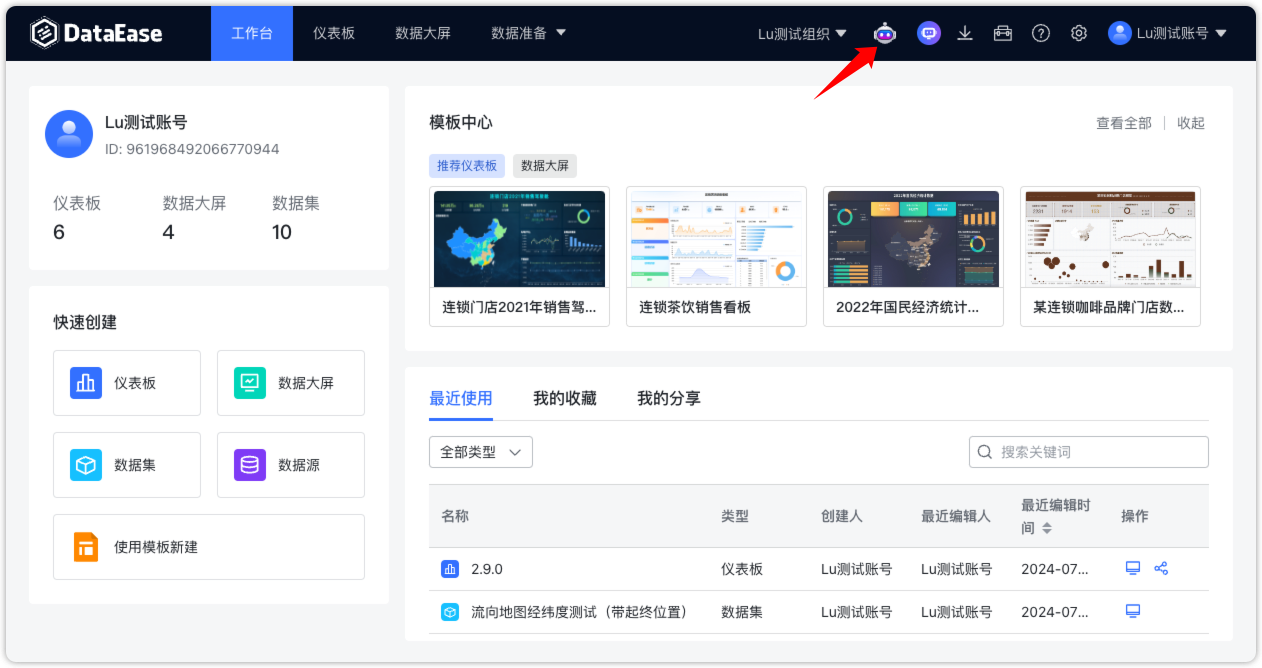 DataEase
工作台
仪表板
数据大屏
数据准备
Lu测试组织
Lu测试账号
Lu测试账号
ID: 961968492066770944
仪表板
数据大屏
数据集
6
4
10
快速创建
仪表板
数据大屏
数据集
数据源
使用模板新建
模板中心
查看全部
收起
推荐仪表板
数据大屏
连锁门店2021年销售驾...
连锁茶饮销售看板
2022年国民经济统计...
某连锁咖啡品牌门店数...
最近使用
我的收藏
我的分享
全部类型
搜索关键词
名称
类型
创建人
最近编辑人
最近编辑时
间
操作
2.9.0
仪表板
Lu测试账号
Lu测试账号
2024-07...
流向地图经纬度测试（带起终位置）
数据集
Lu测试账号
Lu测试账号
2024-07...